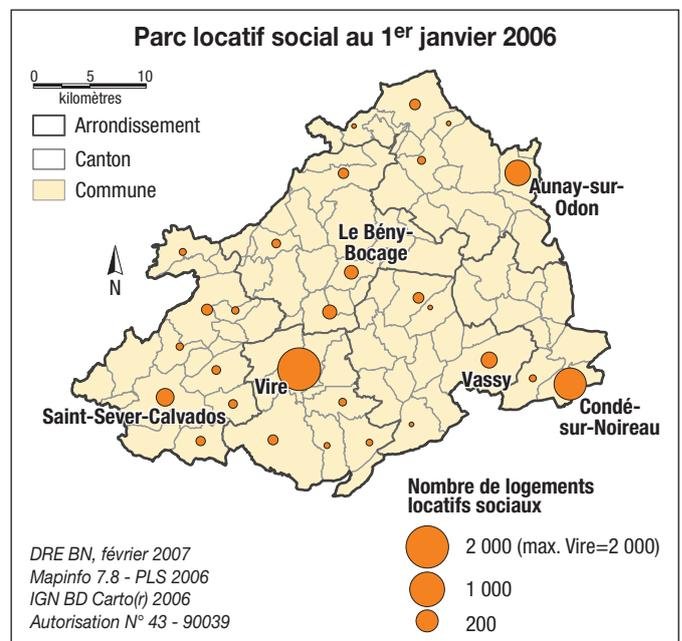 Parc locatif social au 1er janvier 2006
0 5 10
kilomètres
Arrondissement
Canton
Commune
N
Aunay-sur-
Odon
Le Bény-
Bocage
Vire
Vassy
Saint-Sever-Calvados
Condé-
sur-Noireau
Nombre de logements
locatifs sociaux
2 000 (max. Vire=2 000)
1 000
200
DRE BN, février 2007
Mapinfo 7.8 - PLS 2006
IGN BD Carto(r) 2006
Autorisation N° 43 - 90039